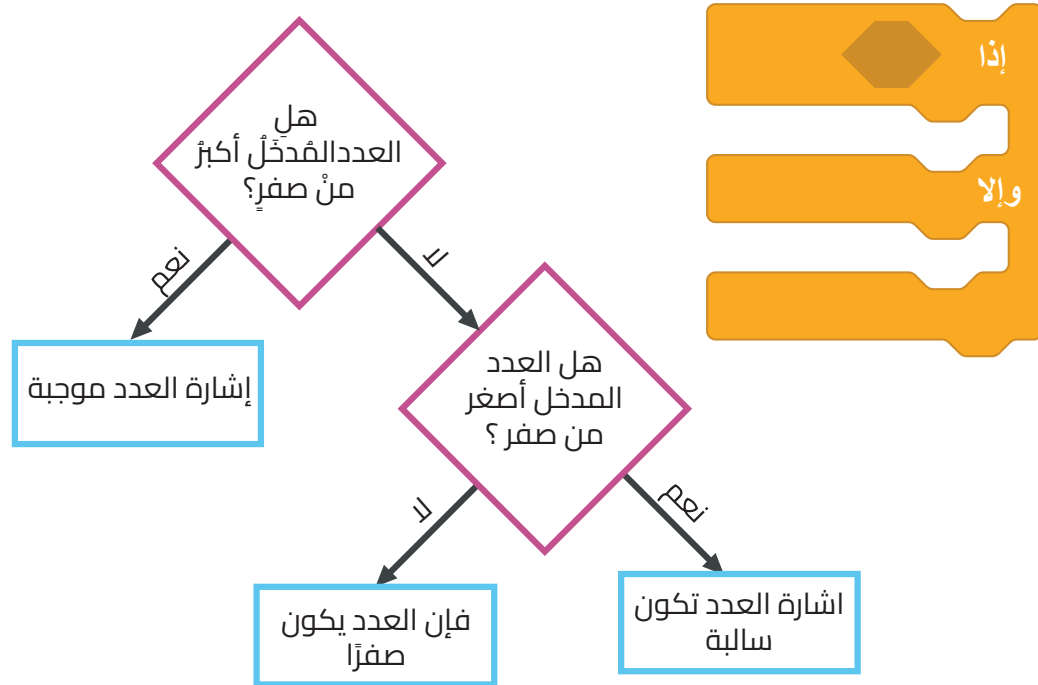 إذا
وإلا
هلِ
العددالمُدخَلُ أكبرُ
منْ صفرٍ؟
نعم
لا
إشارة العدد موجبة
هل العدد
المدخل أصغر
من صفر ؟
لا
نعم
فإن العدد يكون
صفرًا
اشارة العدد تكون
سالبة